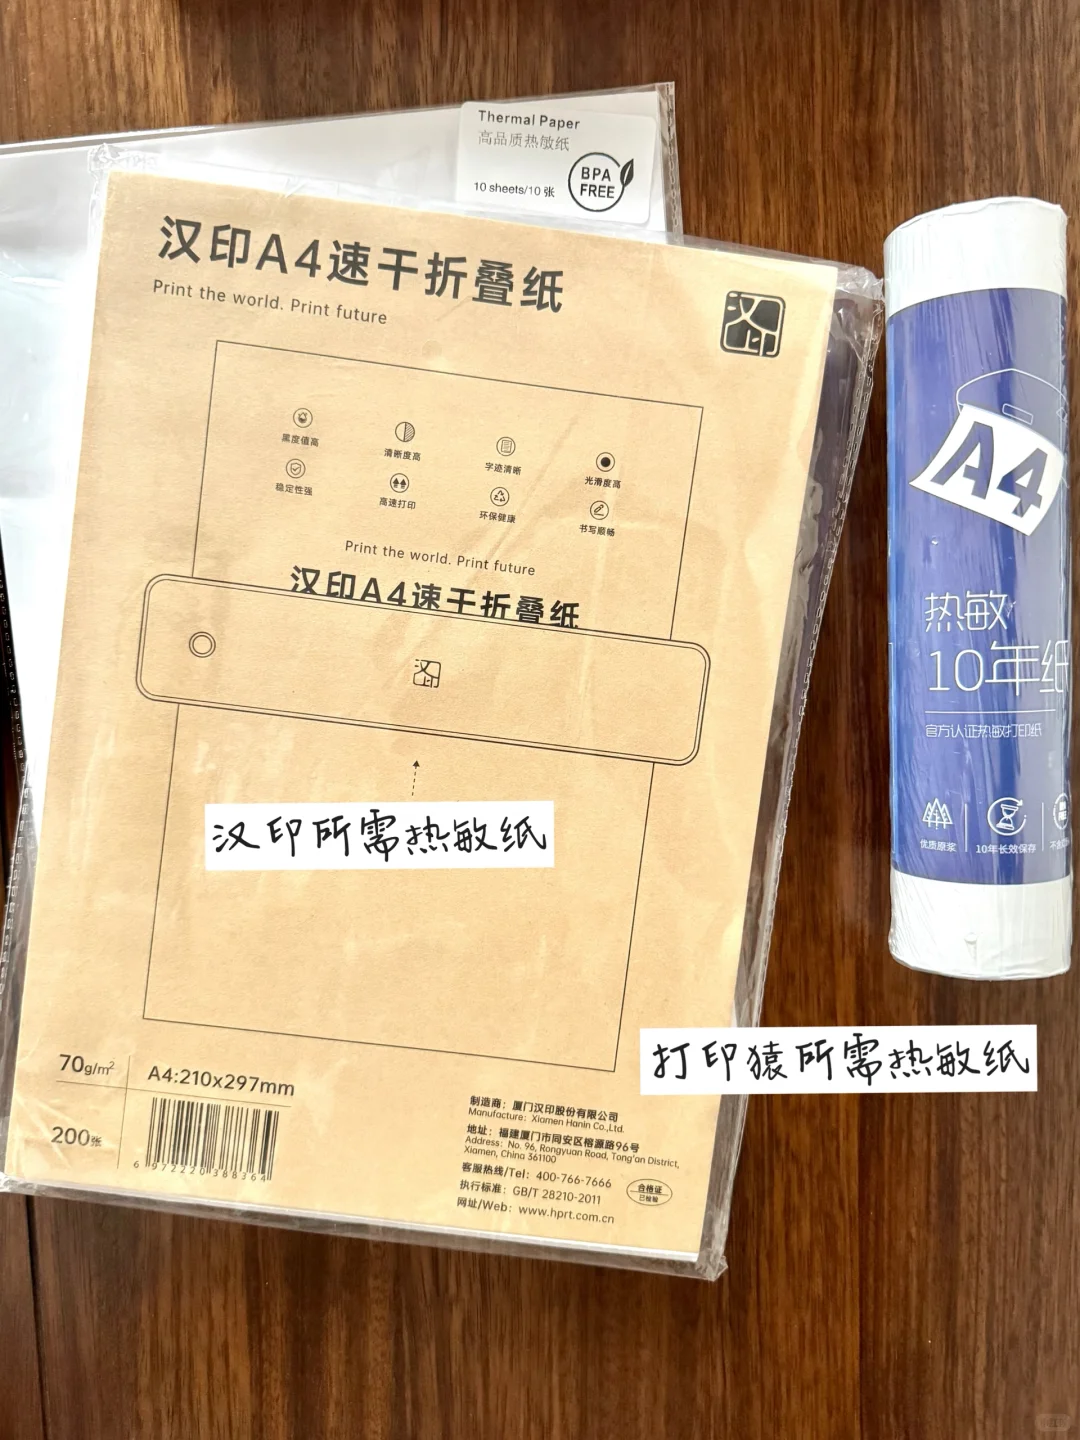 Thermal Paper
高品质热敏纸
10 sheets/10 张
BPA
FREE
汉印A4速干折叠纸
Print the world. Print future
汉印
黑度值高
清晰度高
字迹清晰
光滑度高
稳定性强
高速打印
环保健康
书写顺畅
Print the world. Print future
汉印A4速干折叠纸
汉印
汉印所需热敏纸
70g/m²
A4:210x297mm
200张
6 972220 388364
制造商：厦门汉印股份有限公司
Manufacture: Xiamen Hanin Co.,Ltd.
地址：福建厦门市同安区榕源路96号
Address: No. 96, Rongyuan Road, Tong'an District,
Xiamen, China 361100
客服热线/Tel: 400-766-7666
执行标准：GB/T 28210-2011
网址/Web: www.hprt.com.cn
合格证
已检验
A4
热敏
10年纸
官方认证热敏打印纸
优质原浆
10年长效保存
打印猿所需热敏纸